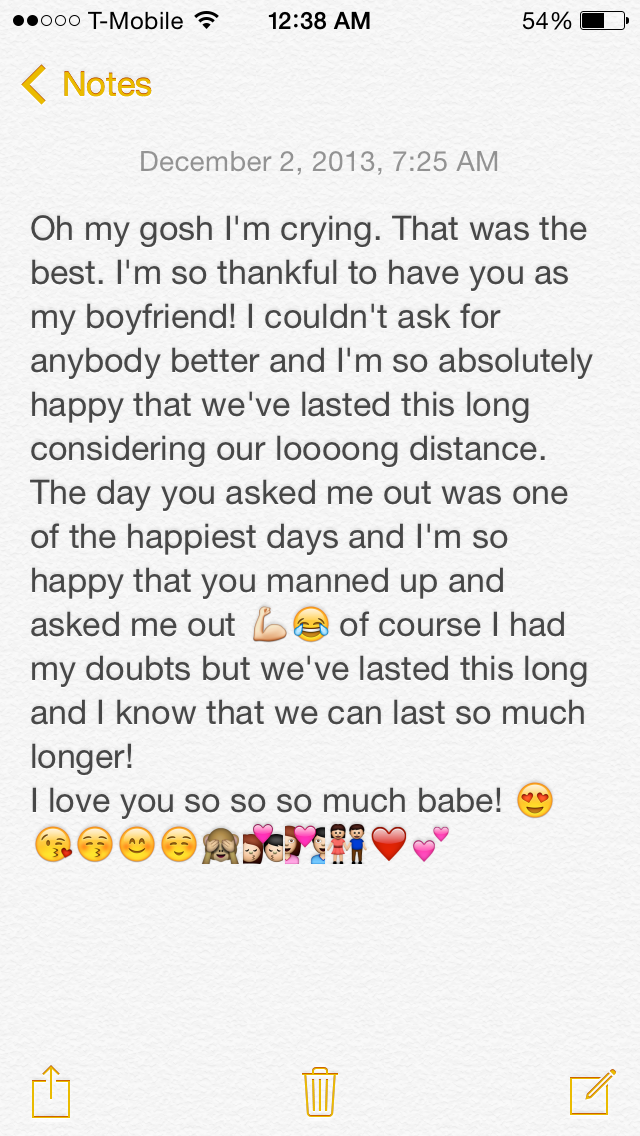 T-Mobile 12:38 AM 54%
Notes
December 2, 2013, 7:25 AM
Oh my gosh I'm crying. That was the
best. I'm so thankful to have you as
my boyfriend! I couldn't ask for
anybody better and I'm so absolutely
happy that we've lasted this long
considering our loooong distance.
The day you asked me out was one
of the happiest days and I'm so
happy that you manned up and
asked me out 💪😂 of course I had
my doubts but we've lasted this long
and I know that we can last so much
longer!
I love you so so so much babe! 😍
😘😚😊☺️🙈💏💑👫❤️💕